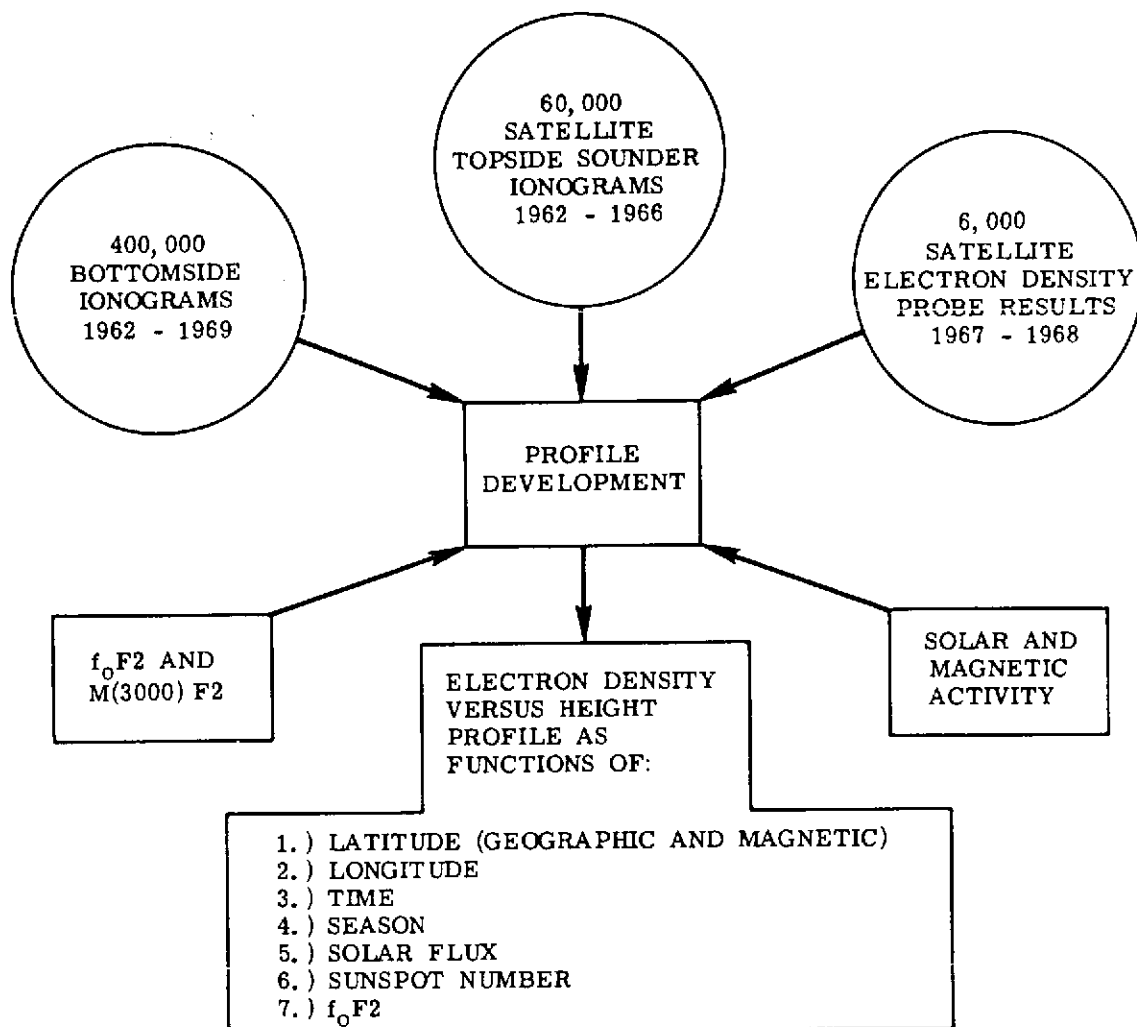 60,000
SATELLITE
TOPSIDE SOUNDER
IONOGRAMS
1962 - 1966
400,000
BOTTOMSIDE
IONOGRAMS
1962 - 1969
6,000
SATELLITE
ELECTRON DENSITY
PROBE RESULTS
1967 - 1968
PROFILE
DEVELOPMENT
f₀F2 AND
M(3000) F2
SOLAR AND
MAGNETIC
ACTIVITY
ELECTRON DENSITY
VERSUS HEIGHT
PROFILE AS
FUNCTIONS OF:
1.) LATITUDE (GEOGRAPHIC AND MAGNETIC)
2.) LONGITUDE
3.) TIME
4.) SEASON
5.) SOLAR FLUX
6.) SUNSPOT NUMBER
7.) f₀F2